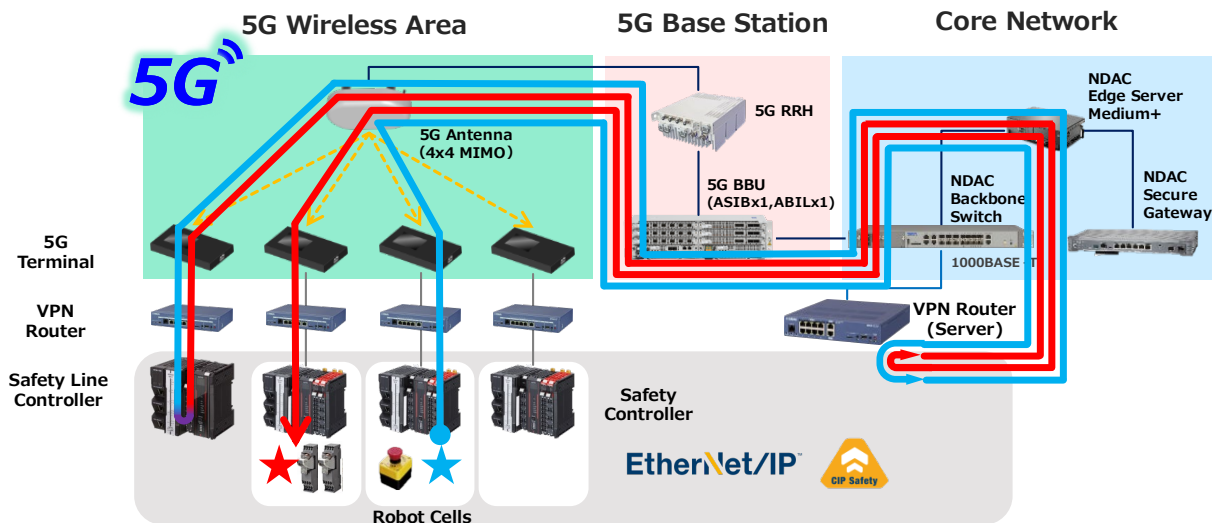 5G Wireless Area
5G Base Station
Core Network
5G
5G RRH
NDAC
Edge Server
Medium+
5G Antenna
(4x4 MIMO)
5G BBU
(ASIBx1,ABILx1)
NDAC
Backbone
Switch
NDAC
Secure
Gateway
5G
Terminal
1000BASE-T
VPN
Router
VPN Router
(Server)
Safety Line
Controller
Safety
Controller
EtherNet/IP™
CIP Safety
Robot Cells